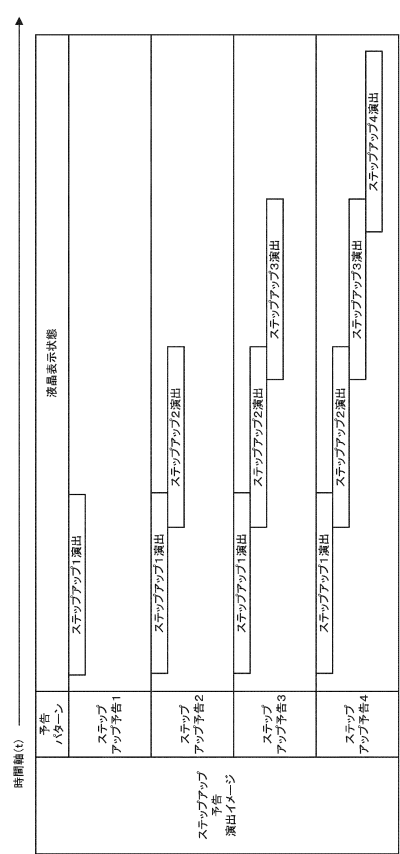 時間軸(t)
ステップアップ
予告
演出イメージ
予告
パターン
液晶表示状態
ステップ
アップ予告1
ステップアップ1演出
ステップ
アップ予告2
ステップアップ1演出
ステップアップ2演出
ステップ
アップ予告3
ステップアップ1演出
ステップアップ2演出
ステップアップ3演出
ステップ
アップ予告4
ステップアップ1演出
ステップアップ2演出
ステップアップ3演出
ステップアップ4演出